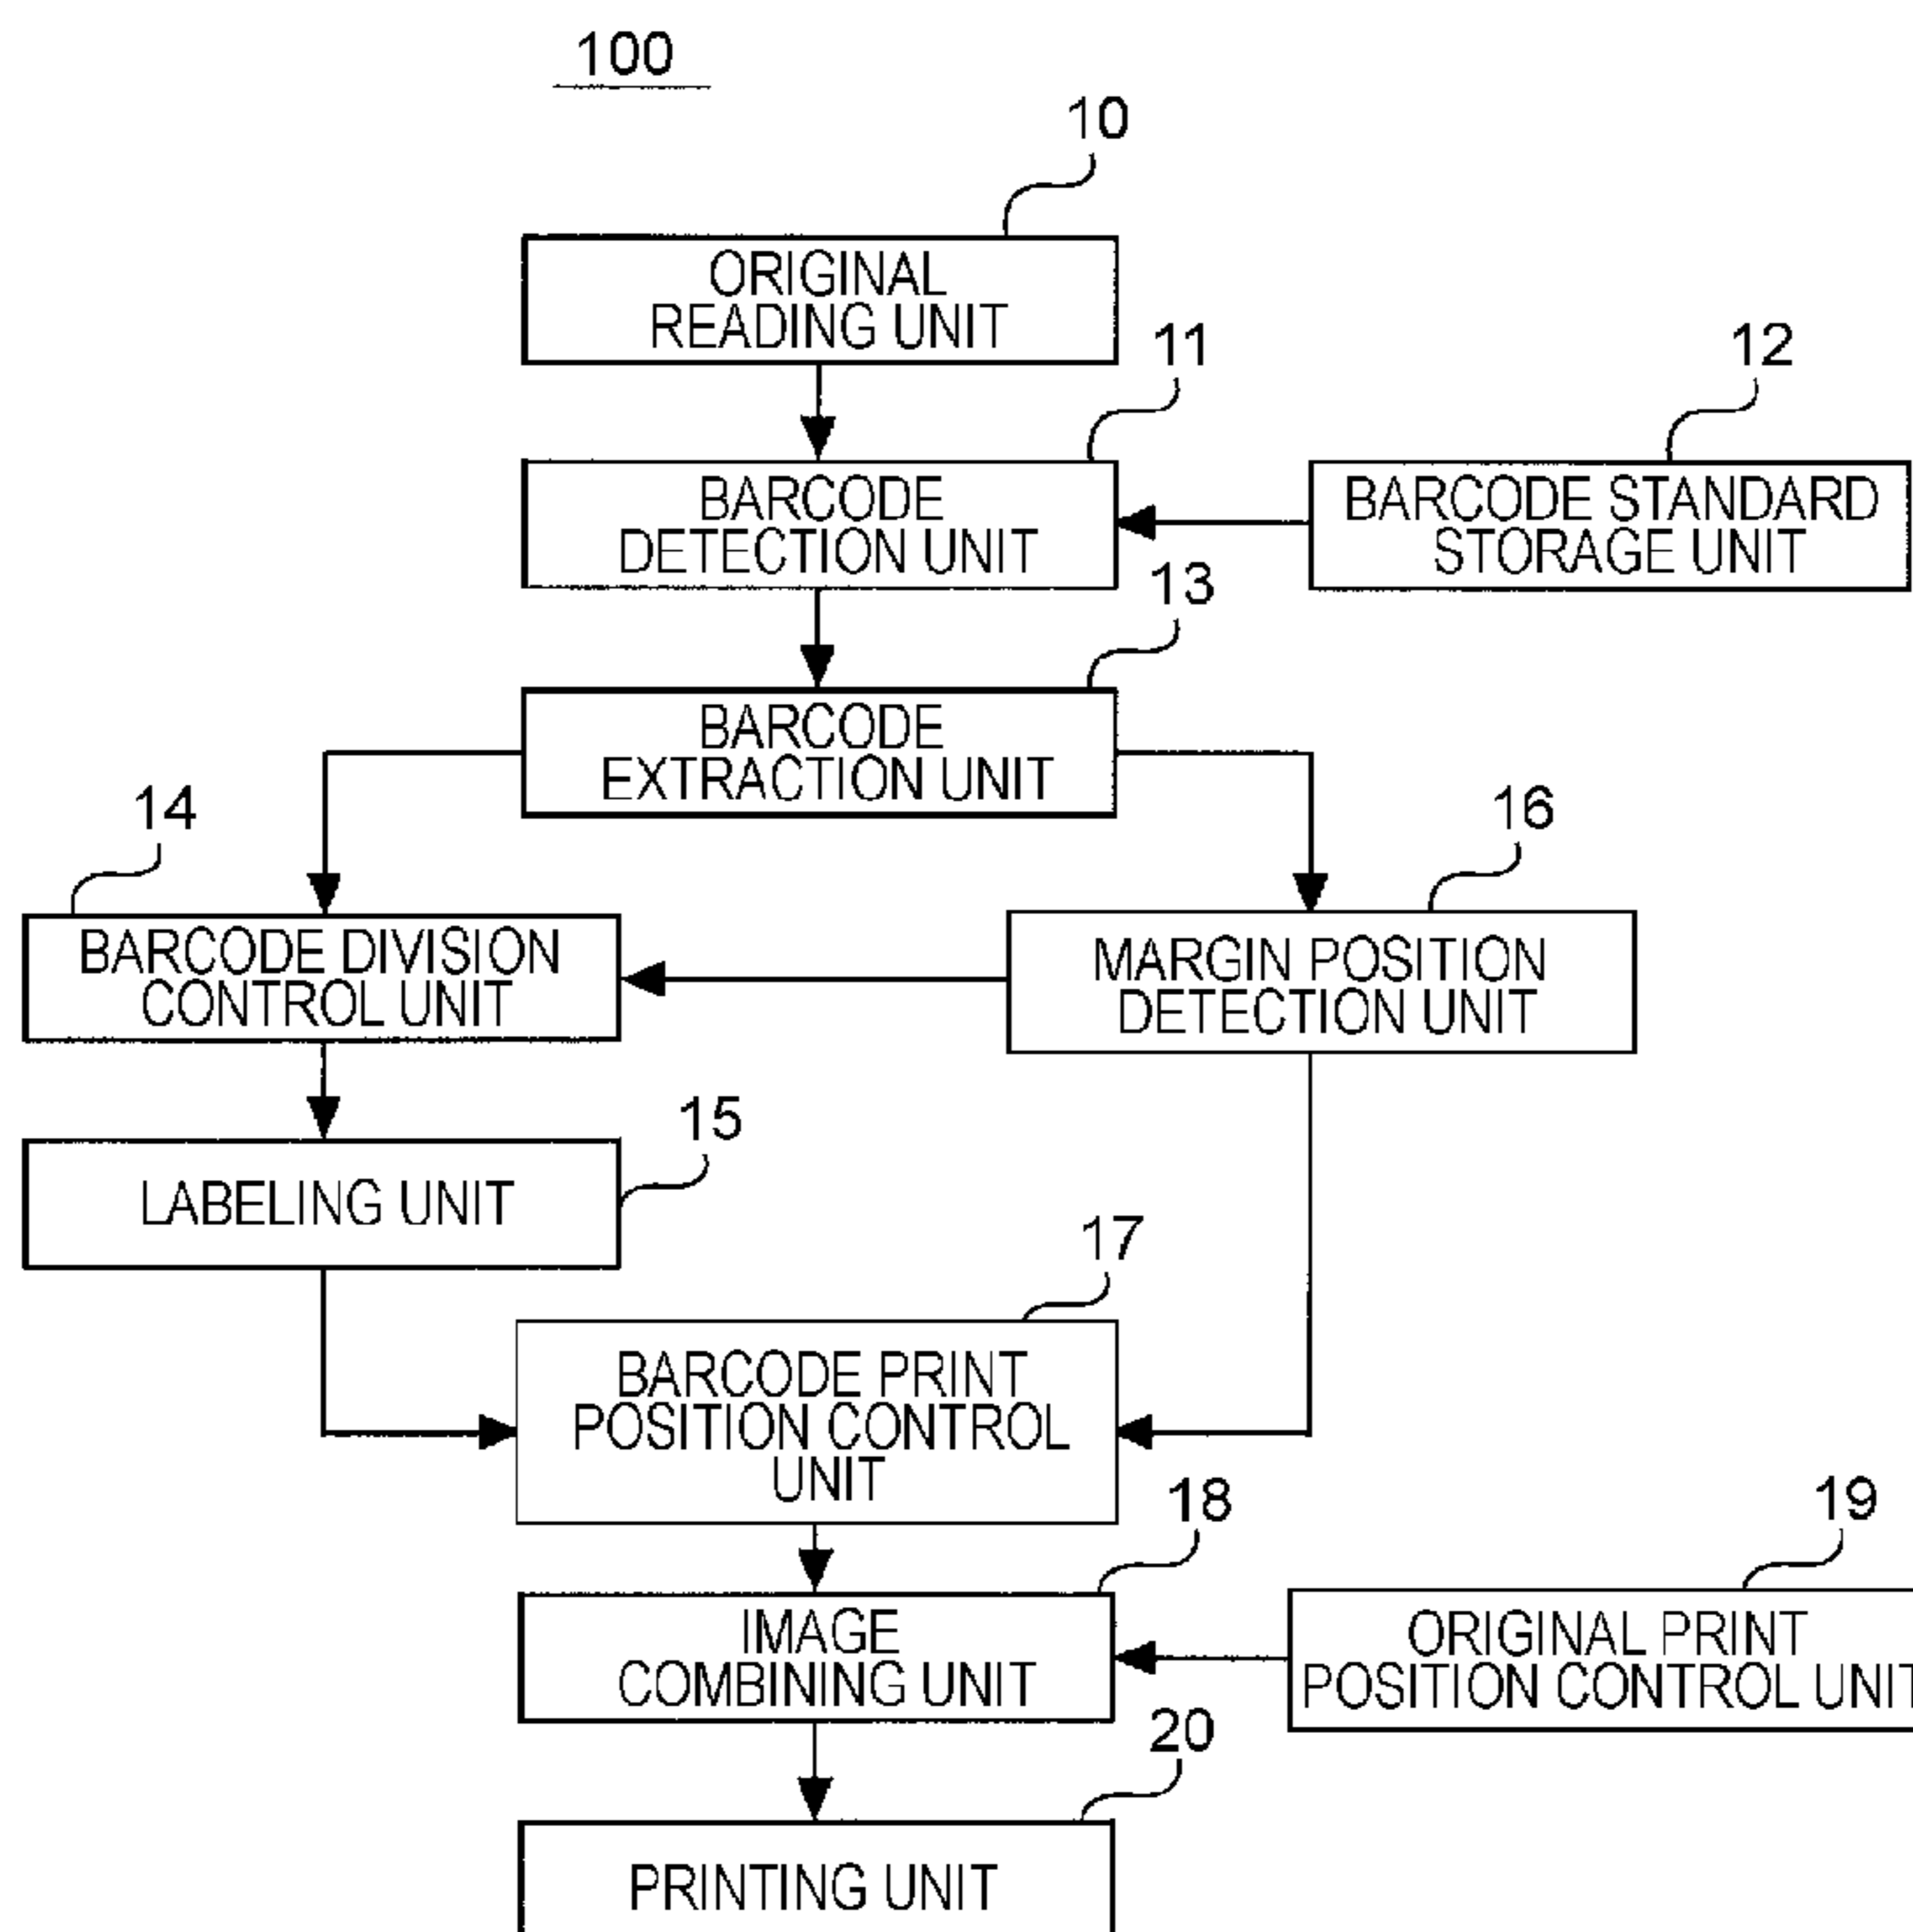 100
10
ORIGINAL
READING UNIT
11
12
BARCODE
DETECTION UNIT
BARCODE STANDARD
STORAGE UNIT
13
BARCODE
EXTRACTION UNIT
14
16
BARCODE DIVISION
CONTROL UNIT
MARGIN POSITION
DETECTION UNIT
15
LABELING UNIT
17
BARCODE PRINT
POSITION CONTROL
UNIT
18
19
IMAGE
COMBINING UNIT
ORIGINAL PRINT
POSITION CONTROL UNIT
20
PRINTING UNIT